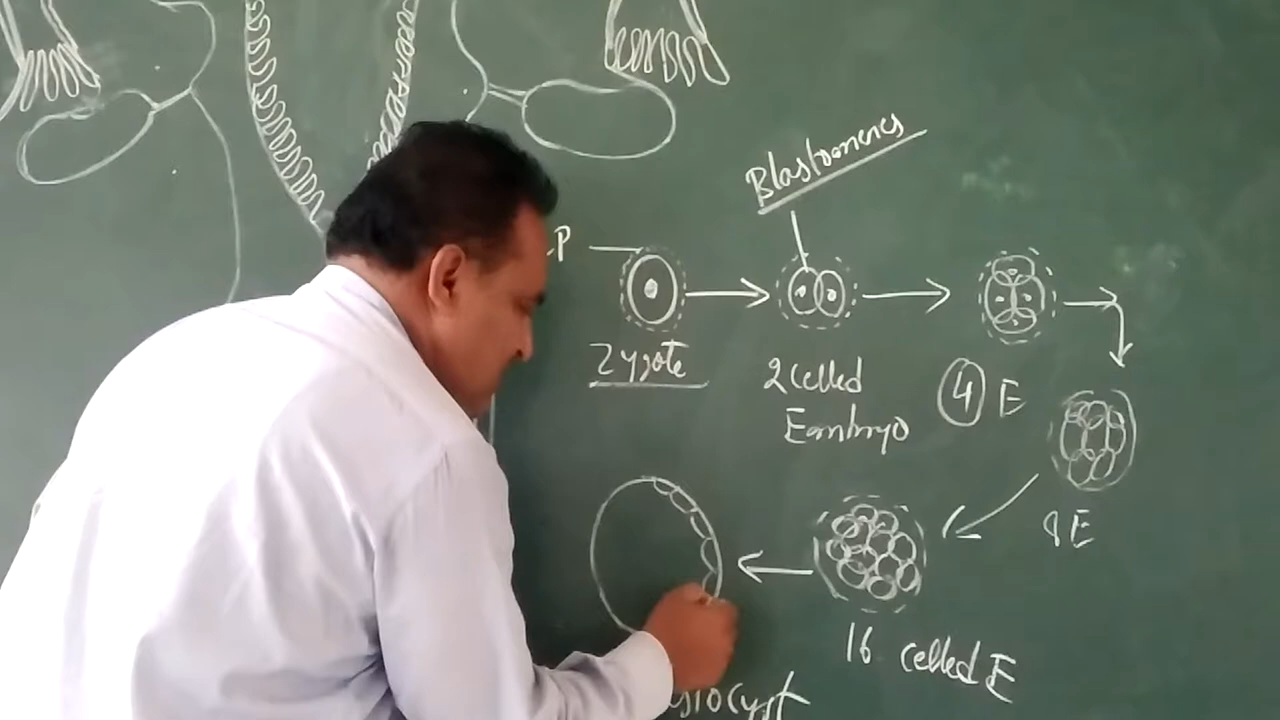 Blastomeres
P
Zygote
2 celled
Embryo
4 E
8 E
16 celled E